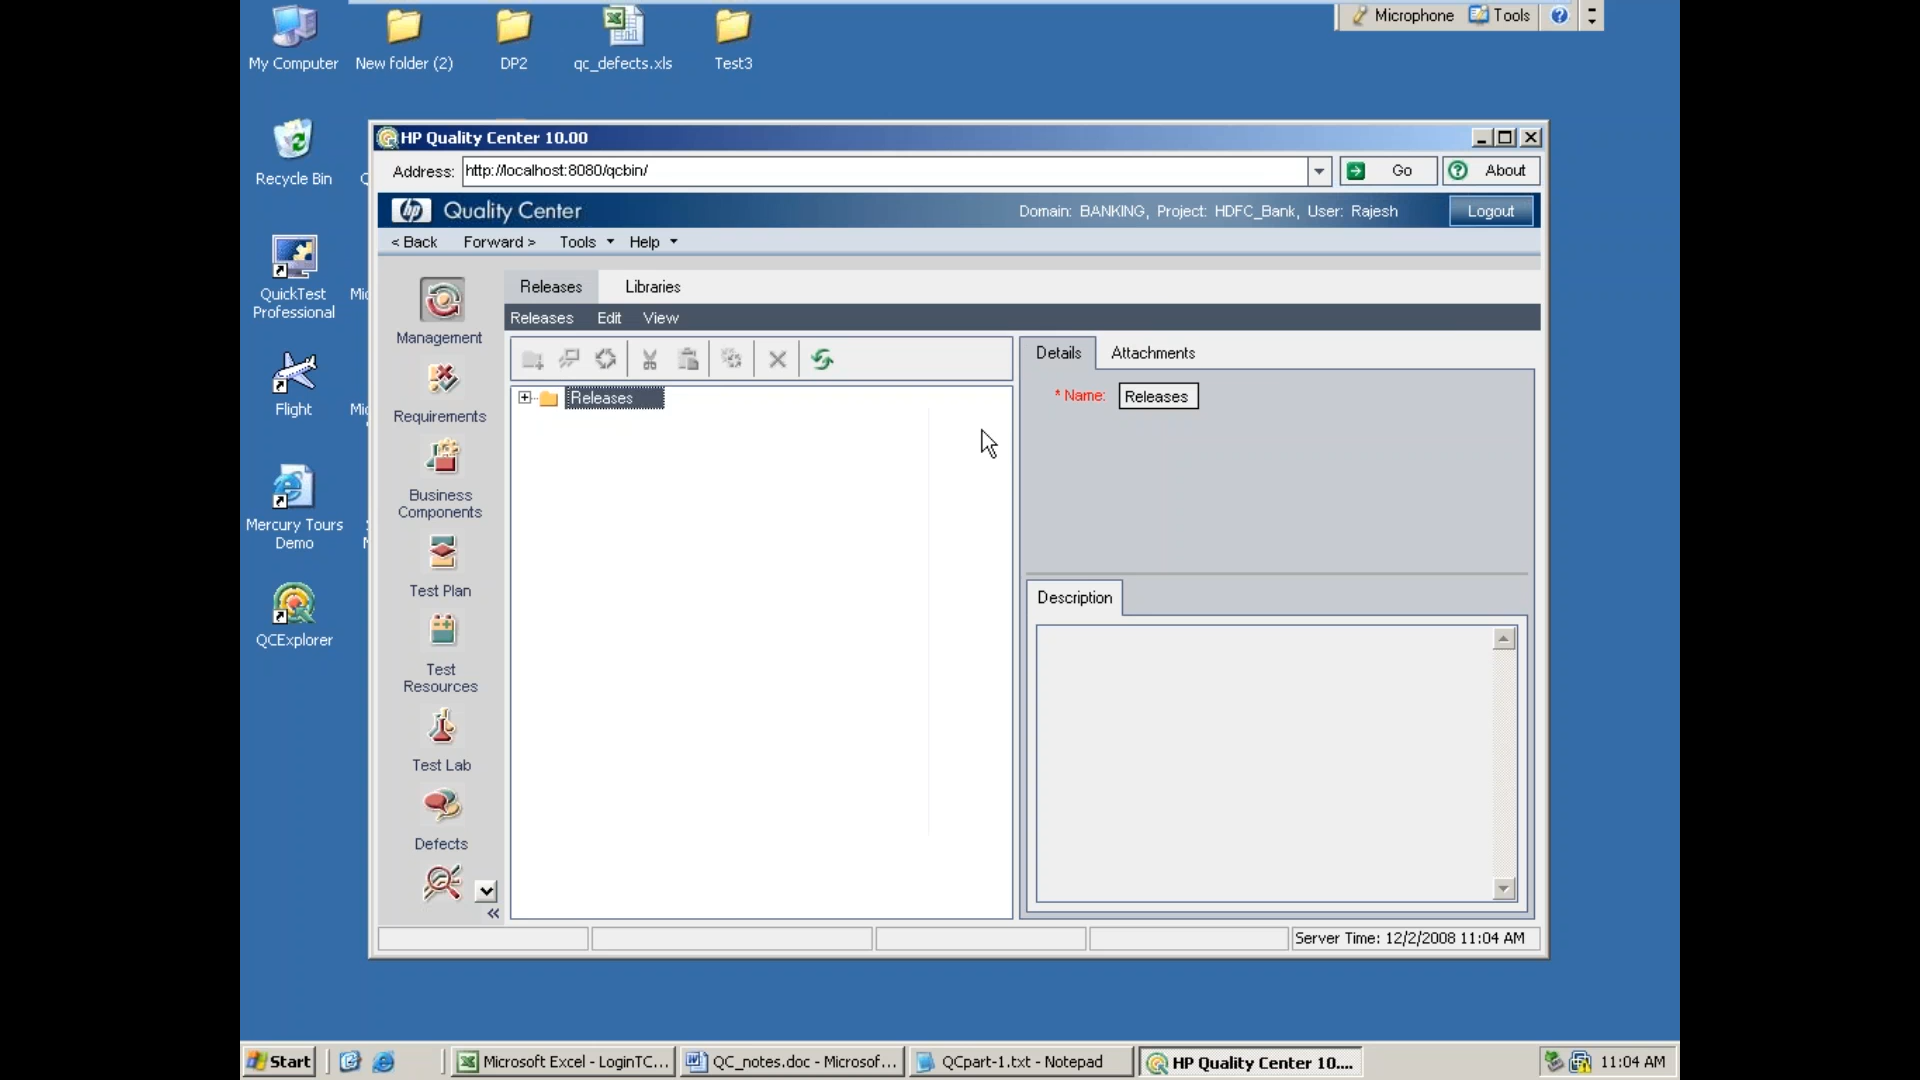 Microphone
Tools
My Computer
New folder (2)
DP2
qc_defects.xls
Test3
Recycle Bin
QuickTest
Professional
Flight
Mercury Tours
Demo
QCExplorer
HP Quality Center 10.00
Address: http://localhost:8080/qcbin/
Go
About
hp Quality Center
Domain: BANKING, Project: HDFC_Bank, User: Rajesh
Logout
< Back Forward > Tools Help
Management
Requirements
Business
Components
Test Plan
Test
Resources
Test Lab
Defects
Releases Libraries
Releases Edit View
Releases
Details Attachments
* Name: Releases
Description
Server Time: 12/2/2008 11:04 AM
Start
Microsoft Excel - LoginTC...
QC_notes.doc - Microsof...
QCpart-1.txt - Notepad
HP Quality Center 10....
11:04 AM